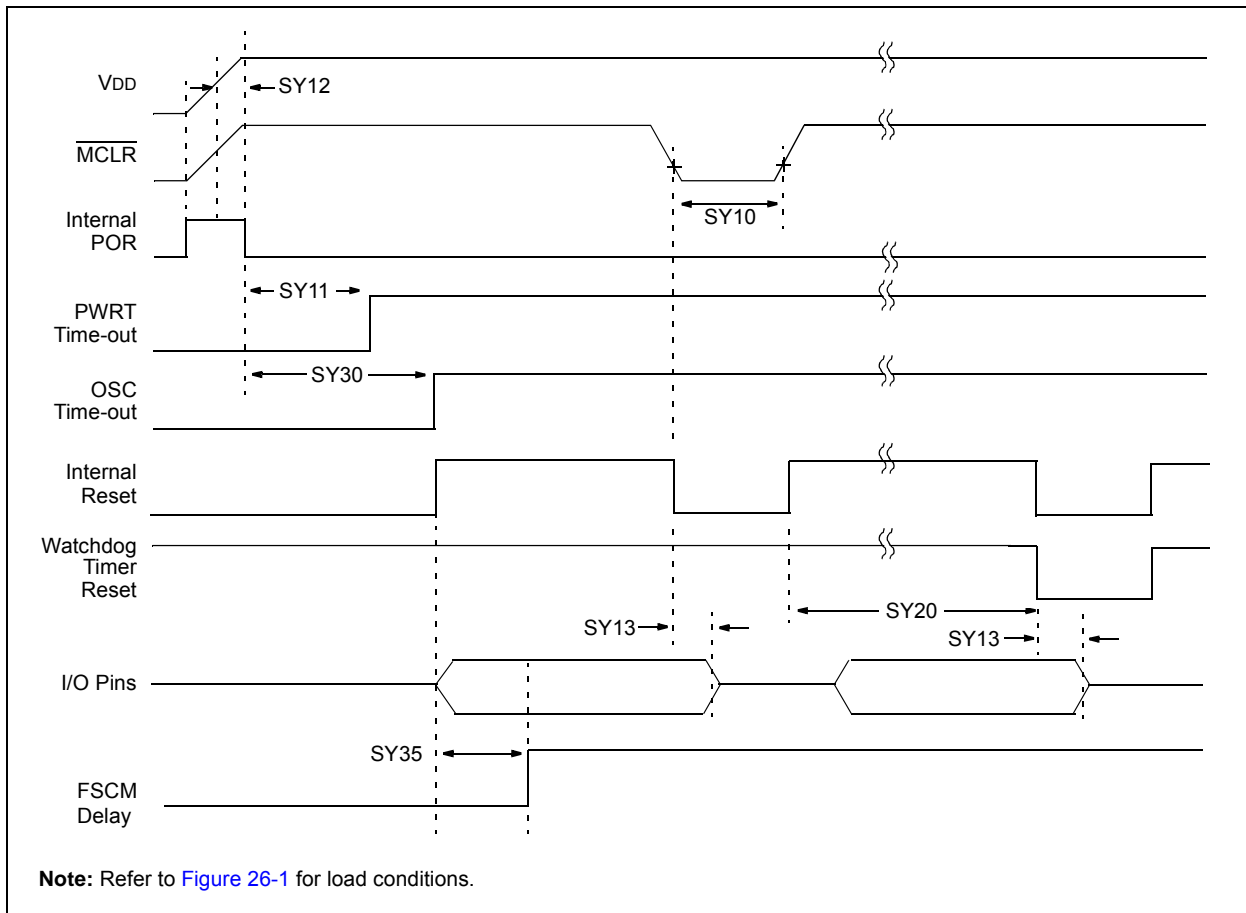 VDD
SY12
MCLR
SY10
Internal
POR
SY11
PWRT
Time-out
SY30
OSC
Time-out
Internal
Reset
Watchdog
Timer
Reset
SY20
SY13
SY13
I/O Pins
SY35
FSCM
Delay
Note: Refer to Figure 26-1 for load conditions.